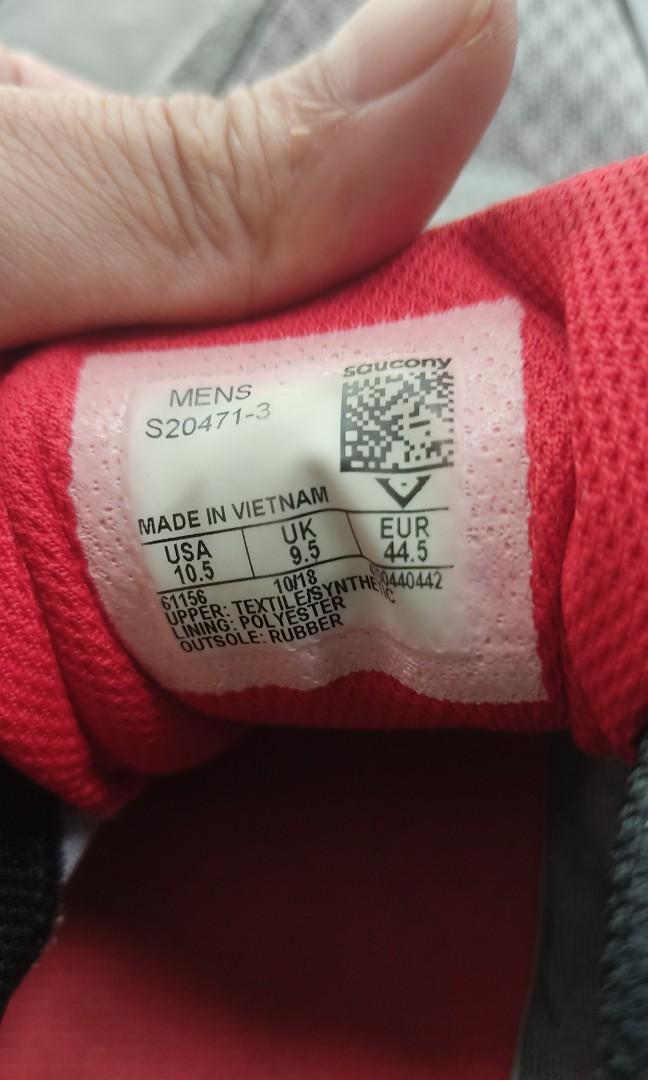 saucony
MENS
S20471-3
MADE IN VIETNAM
USA UK EUR
10.5 9.5 44.5
61156 10/18
UPPER: TEXTILE/SYNTHETIC
LINING: POLYESTER
OUTSOLE: RUBBER